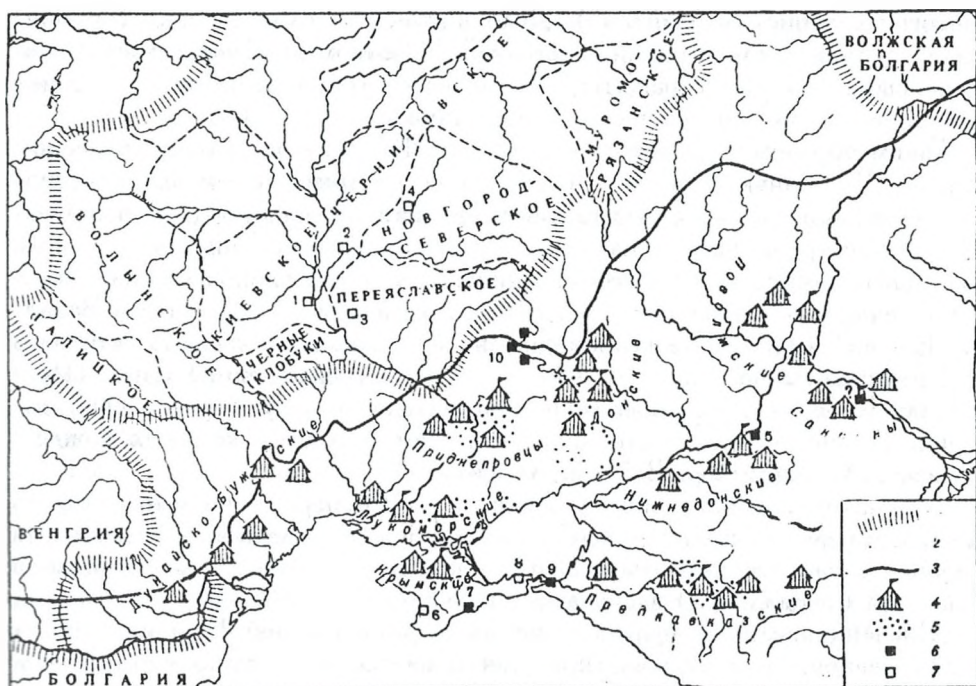 ВОЛЖСКАЯ
БОЛГАРИЯ
ЧЕРНИГОВСКОЕ
МУРОМО-
РЯЗАНСКОЕ
НОВГОРОД-
СЕВЕРСКОЕ
4
2
1
3
ПЕРЕЯСЛАВСКОЕ
КИЕВСКОЕ
ВОЛЫНСКОЕ
ГАЛИЦКОЕ
ЧЕРНЫЕ
КЛОБУКИ
10
Поволжские
Донские
Приднепровцы
Саксины
?
5
Нижнедонские
Дунайско-Бужские
Лукоморские
ВЕНГРИЯ
Крымские
6
7
8
9
Предкавказские
БОЛГАРИЯ
2
3
4
5
6
7